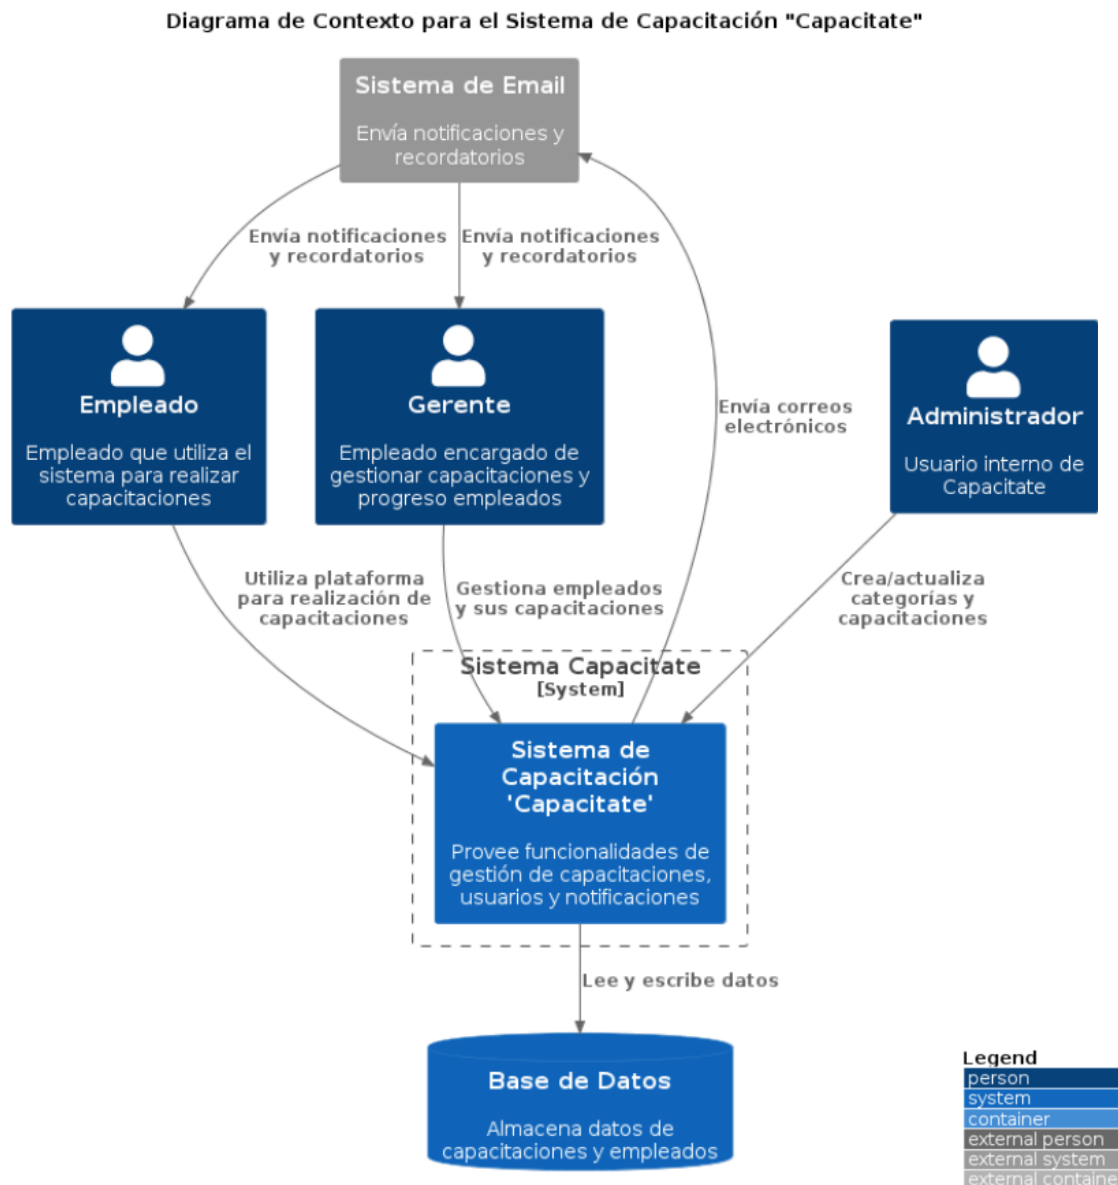 Diagrama de Contexto para el Sistema de Capacitación "Capacitate"
Sistema de Email
Envía notificaciones y
recordatorios
Envía notificaciones
y recordatorios
Envía notificaciones
y recordatorios
Empleado
Empleado que utiliza el
sistema para realizar
capacitaciones
Gerente
Empleado encargado de
gestionar capacitaciones y
progreso empleados
Envía correos
electrónicos
Administrador
Usuario interno de
Capacitate
Utiliza plataforma
para realización de
capacitaciones
Gestiona empleados
y sus capacitaciones
Crea/actualiza
categorías y
capacitaciones
Sistema Capacitate
[System]
Sistema de
Capacitación
'Capacitate'
Provee funcionalidades de
gestión de capacitaciones,
usuarios y notificaciones
Lee y escribe datos
Base de Datos
Almacena datos de
capacitaciones y empleados
Legend
person
system
container
external person
external system
external containe